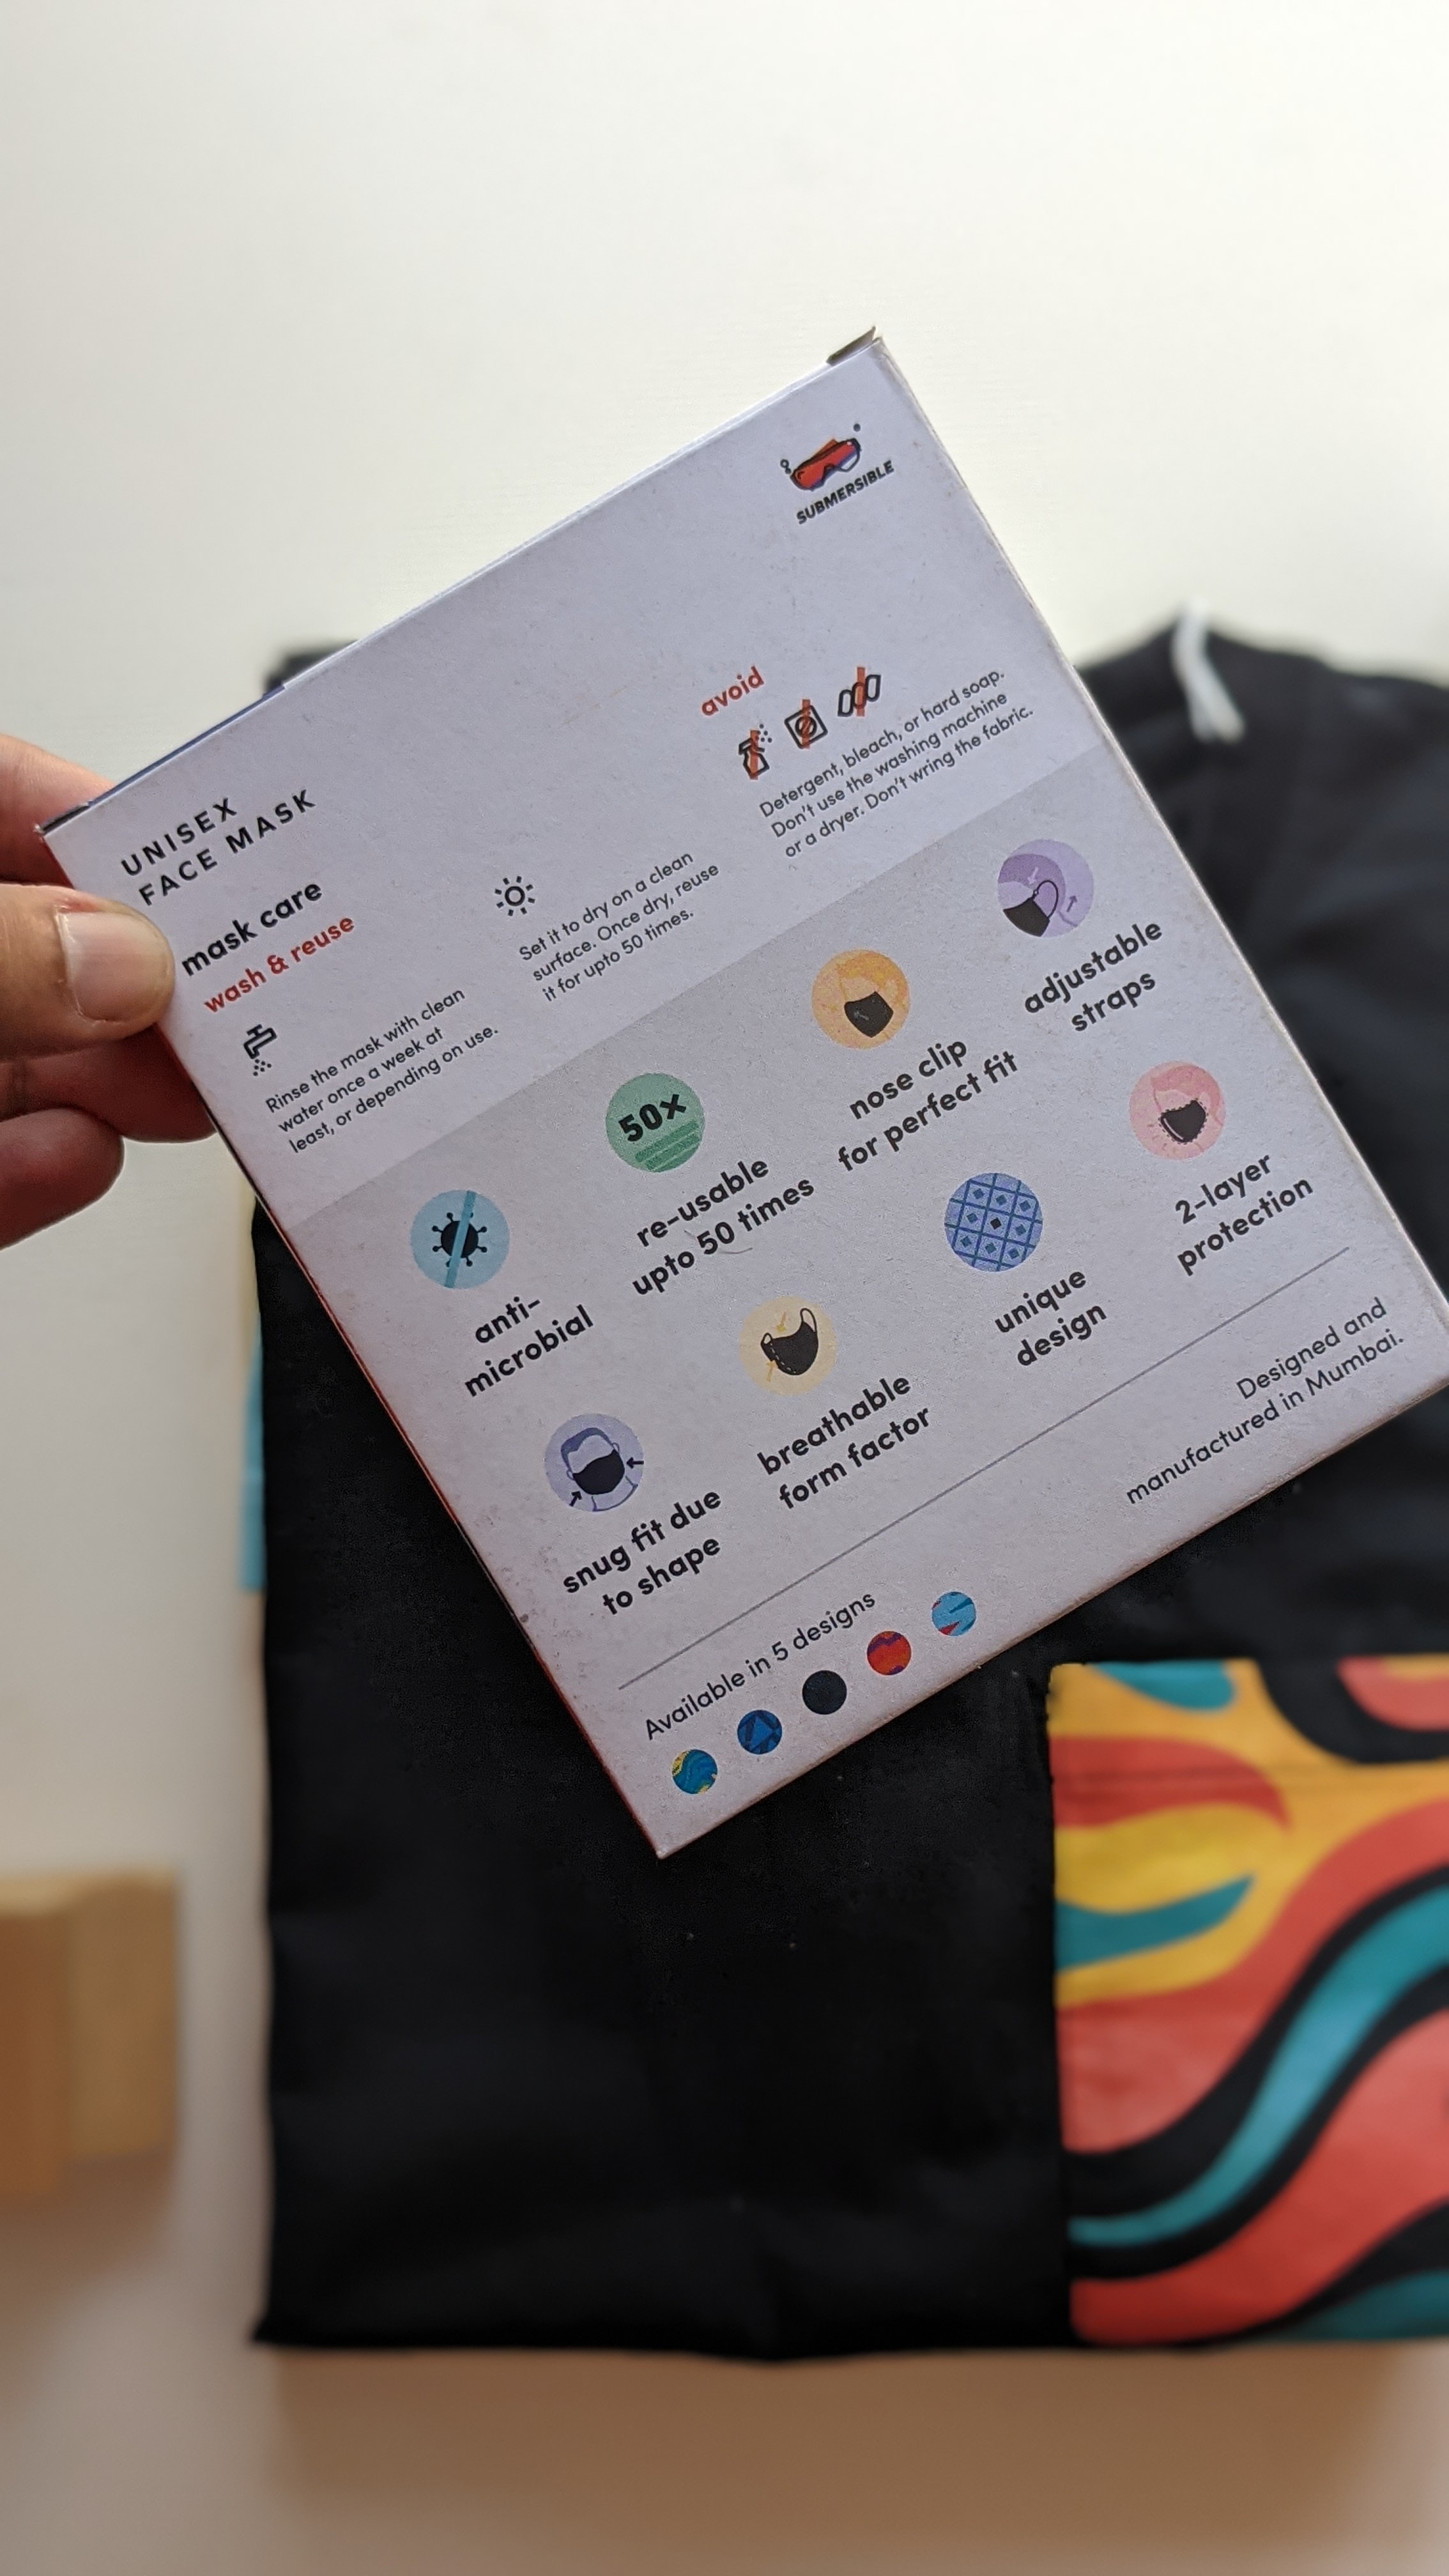 SUBMERSIBLE
UNISEX
FACE MASK
mask care
wash & reuse
Rinse the mask with clean
water once a week at
least, or depending on use.
Set it to dry on a clean
surface. Once dry, reuse
it for upto 50 times.
avoid
Detergent, bleach, or hard soap.
Don't use the washing machine
or a dryer. Don't wring the fabric.
anti-
microbial
50×
re-usable
upto 50 times
nose clip
for perfect fit
adjustable
straps
snug fit due
to shape
breathable
form factor
unique
design
2-layer
protection
Available in 5 designs
Designed and
manufactured in Mumbai.